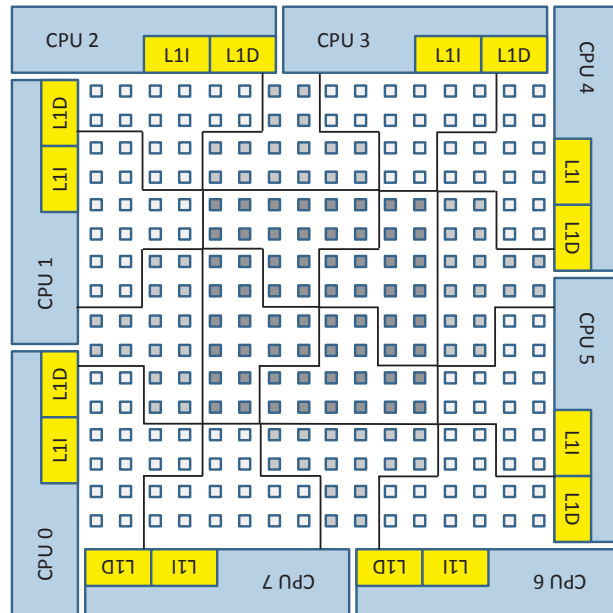 CPU 2
L1I
L1D
CPU 3
L1I
L1D
CPU 4
L1I
L1D
L1D
L1I
CPU 1
CPU 5
L1I
L1D
L1D
L1I
CPU 0
L1D
L1I
CPU 7
L1D
L1I
CPU 6